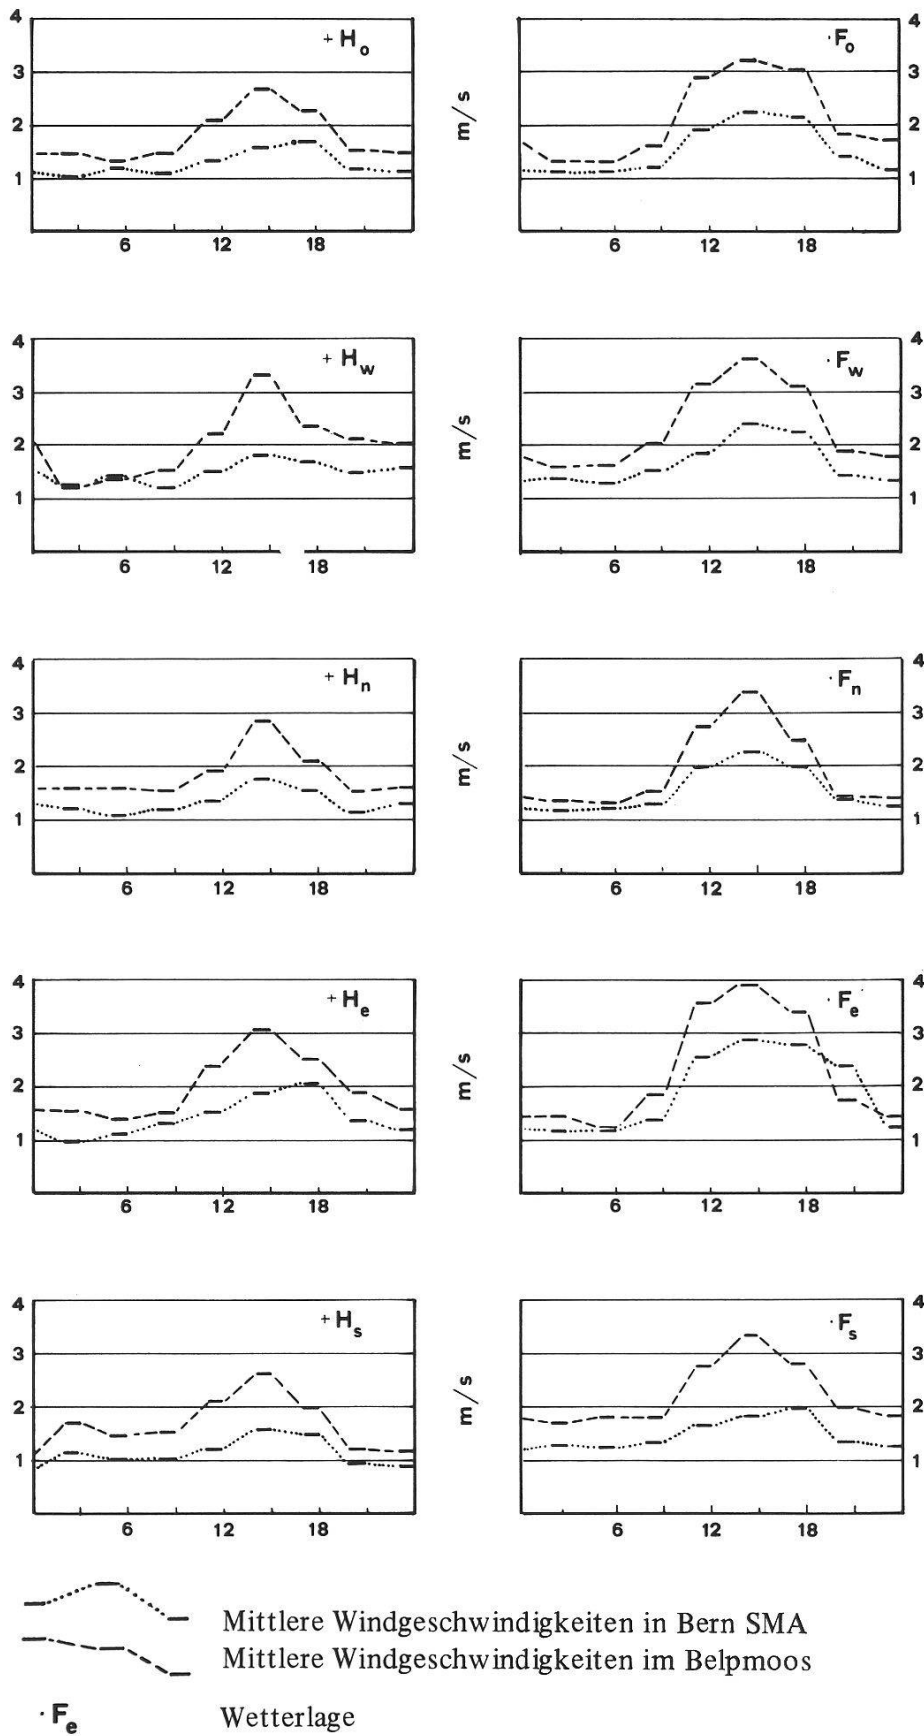 4 + Hₒ · Fₒ 4
3 3
2 m/s 2
1 1
6 12 18 6 12 18
4 + H_w · F_w 4
3 3
2 m/s 2
1 1
6 12 18 6 12 18
4 + Hₙ · Fₙ 4
3 3
2 m/s 2
1 1
6 12 18 6 12 18
4 + Hₑ · Fₑ 4
3 3
2 m/s 2
1 1
6 12 18 6 12 18
4 + Hₛ · Fₛ 4
3 3
2 m/s 2
1 1
6 12 18 6 12 18
Mittlere Windgeschwindigkeiten in Bern SMA
Mittlere Windgeschwindigkeiten im Belpmoos
· Fₑ Wetterlage